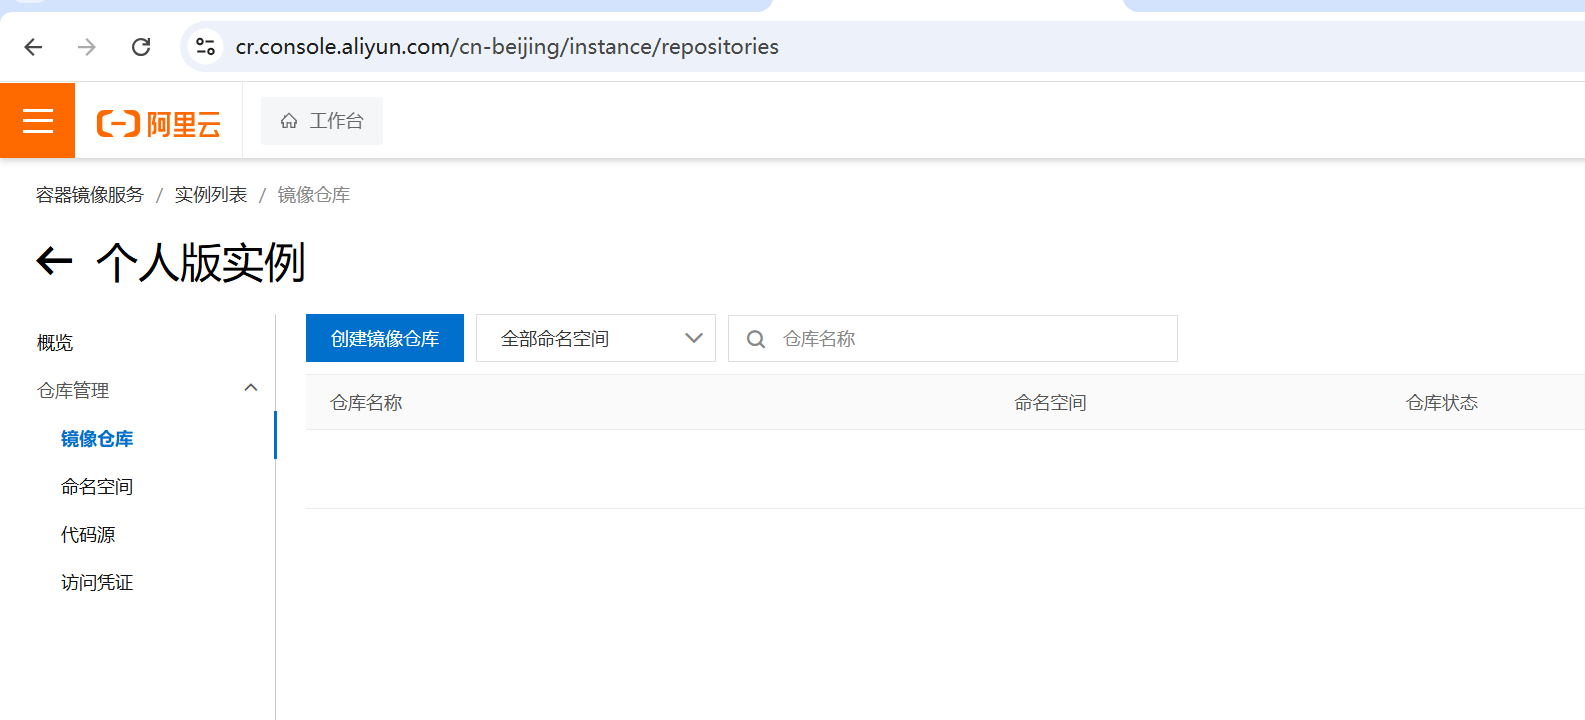 cr.console.aliyun.com/cn-beijing/instance/repositories
阿里云 工作台
容器镜像服务 / 实例列表 / 镜像仓库
个人版实例
概览
仓库管理
镜像仓库
命名空间
代码源
访问凭证
创建镜像仓库 全部命名空间 仓库名称
仓库名称 命名空间 仓库状态